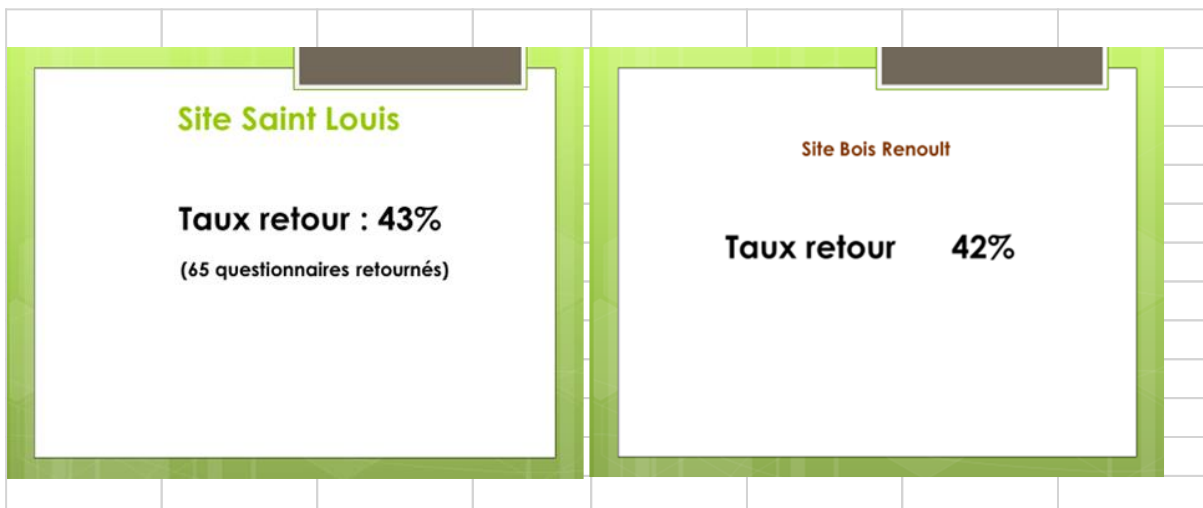 Site Saint Louis
Taux retour : 43%
(65 questionnaires retournés)
Site Bois Renoult
Taux retour 42%